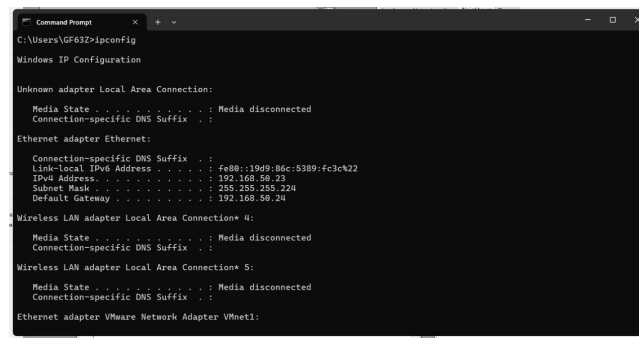 Command Prompt
C:\Users\GF63Z>ipconfig
Windows IP Configuration
Unknown adapter Local Area Connection:
Media State . . . . . . . . . . . : Media disconnected
Connection-specific DNS Suffix  . :
Ethernet adapter Ethernet:
Connection-specific DNS Suffix  . :
Link-local IPv6 Address . . . . . : fe80::19d9:86c:5389:fc3c%22
IPv4 Address. . . . . . . . . . . : 192.168.50.23
Subnet Mask . . . . . . . . . . . : 255.255.255.224
Default Gateway . . . . . . . . . : 192.168.50.24
Wireless LAN adapter Local Area Connection* 4:
Media State . . . . . . . . . . . : Media disconnected
Connection-specific DNS Suffix  . :
Wireless LAN adapter Local Area Connection* 5:
Media State . . . . . . . . . . . : Media disconnected
Connection-specific DNS Suffix  . :
Ethernet adapter VMware Network Adapter VMnet1: